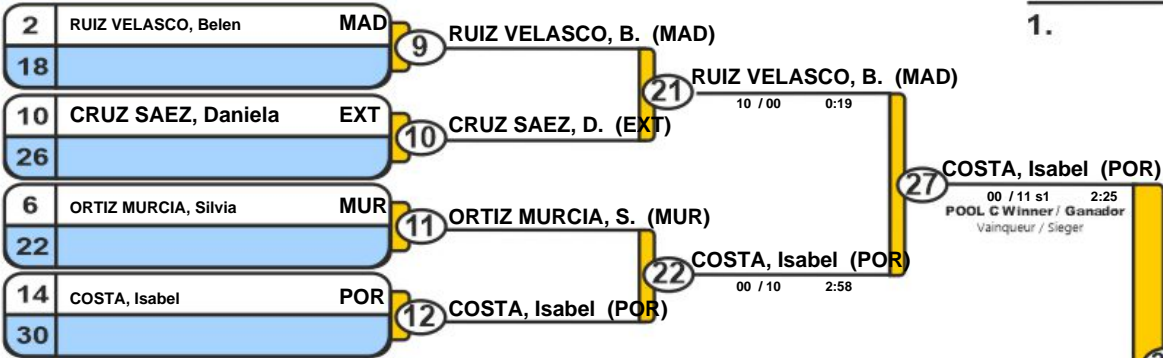 2 RUIZ VELASCO, Belen MAD
18
9 RUIZ VELASCO, B. (MAD)
10 CRUZ SAEZ, Daniela EXT
26
10 CRUZ SAEZ, D. (EXT)
21 RUIZ VELASCO, B. (MAD)
10 / 00 0:19
6 ORTIZ MURCIA, Silvia MUR
22
11 ORTIZ MURCIA, S. (MUR)
14 COSTA, Isabel POR
30
12 COSTA, Isabel (POR)
22 COSTA, Isabel (POR)
00 / 10 2:58
27 COSTA, Isabel (POR)
00 / 11 s1 2:25
POOL C Winner / Ganador
Vainqueur / Sieger
1.